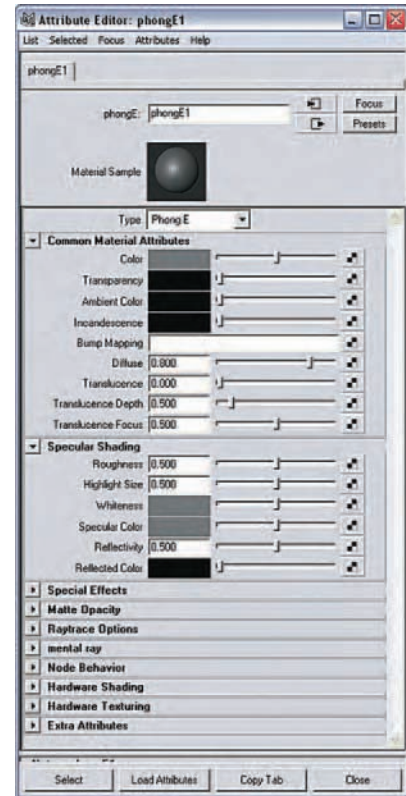 Attribute Editor: phongE1
List Selected Focus Attributes Help
phongE1
phongE: phongE1
Focus
Presets
Material Sample
Type Phong E
Common Material Attributes
Color
Transparency
Ambient Color
Incandescence
Bump Mapping
Diffuse 0.800
Translucence 0.000
Translucence Depth 0.500
Translucence Focus 0.500
Specular Shading
Roughness 0.500
Highlight Size 0.500
Whiteness
Specular Color
Reflectivity 0.500
Reflected Color
Special Effects
Matte Opacity
Raytrace Options
mental ray
Node Behavior
Hardware Shading
Hardware Texturing
Extra Attributes
Select Load Attributes Copy Tab Close